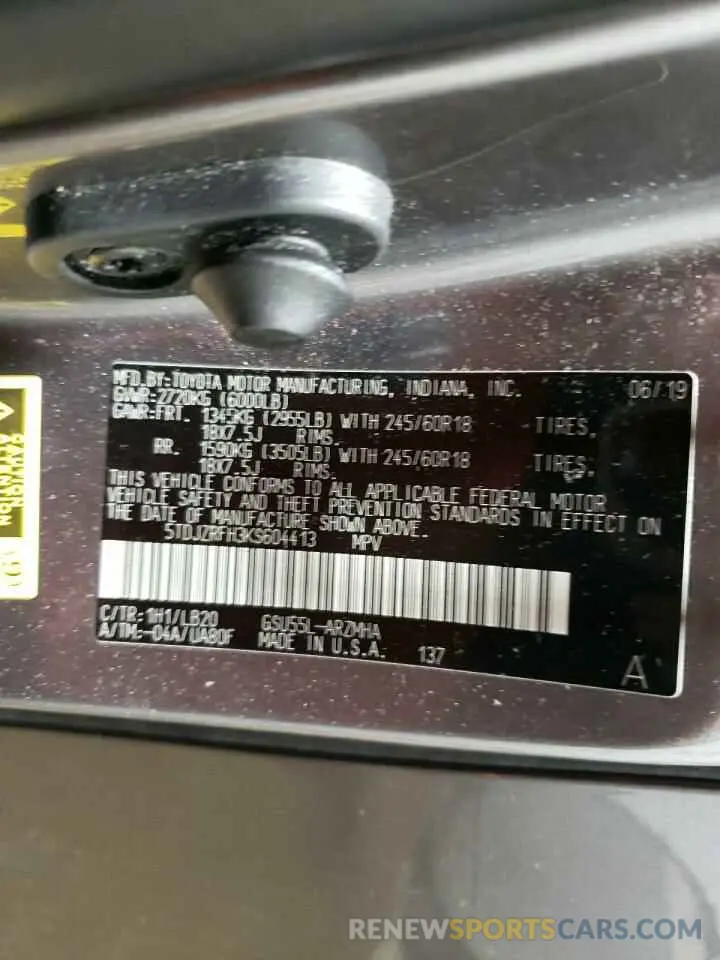 MFD.BY:TOYOTA MOTOR MANUFACTURING, INDIANA, INC. 06/19
GVWR:2720KG (6000LB)
GAWR:FRT. 1345KG (2955LB) WITH 245/60R18 TIRES,
18X7.5J RIMS.
RR. 1590KG (3505LB) WITH 245/60R18 TIRES,
18X7.5J RIMS.
THIS VEHICLE CONFORMS TO ALL APPLICABLE FEDERAL MOTOR
VEHICLE SAFETY AND THEFT PREVENTION STANDARDS IN EFFECT ON
THE DATE OF MANUFACTURE SHOWN ABOVE.
5TDJZRFH3KS604413 MPV
C/TR:1H1/LB20 GSU55L-ARZMHA
A/TM:-04A/UA80F MADE IN U.S.A. 137
A
CAUTION
RENEWSPORTSCARS.COM